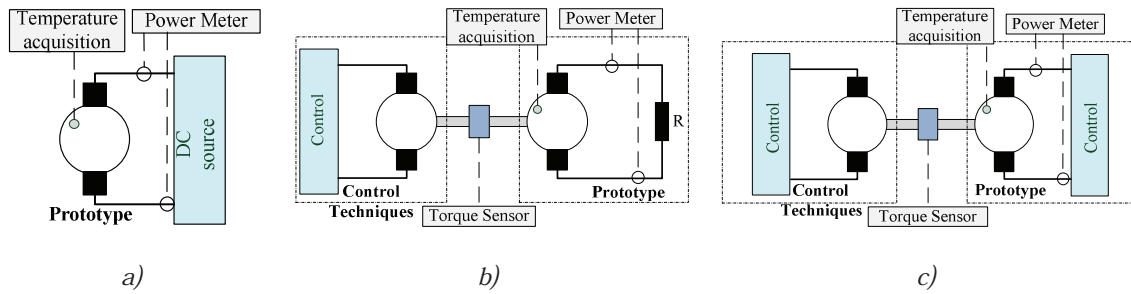 Temperature
acquisition
Power Meter
DC
source
Prototype
a)
Temperature
acquisition
Power Meter
Control
R
Control
Techniques
Prototype
Torque Sensor
b)
Temperature
acquisition
Power Meter
Control
Control
Control
Techniques
Prototype
Torque Sensor
c)